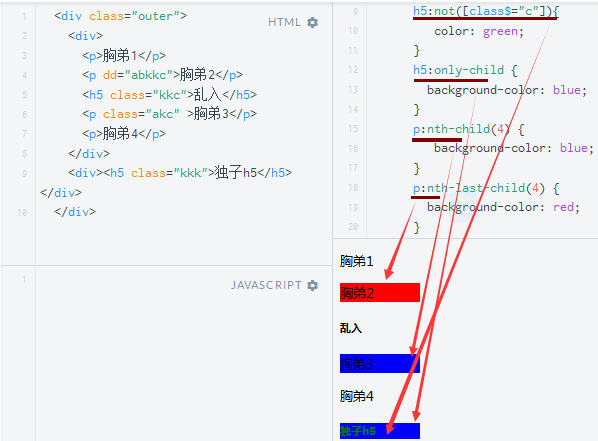 HTML
1 <div class="outer">
2 <div>
3 <p>胸弟1</p>
4 <p dd="abkkc">胸弟2</p>
5 <h5 class="kkc">乱入</h5>
6 <p class="akc" >胸弟3</p>
7 <p>胸弟4</p>
8 </div>
9 <div><h5 class="kkk">独子h5</h5>
</div>
10 </div>
JAVASCRIPT
1
9 h5:not([class$="c"]){
10 color: green;
11 }
12 h5:only-child {
13 background-color: blue;
14 }
15 p:nth-child(4) {
16 background-color: blue;
17 }
18 p:nth-last-child(4) {
19 background-color: red;
20 }
胸弟1
胸弟2
乱入
胸弟3
胸弟4
独子h5